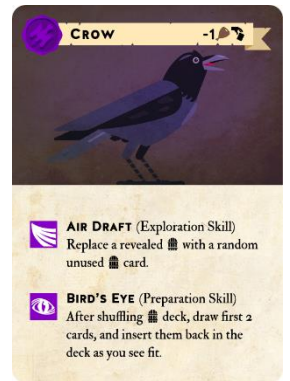 Crow -1
Air Draft (Exploration Skill)
Replace a revealed with a random
unused card.
Bird's Eye (Preparation Skill)
After shuffling deck, draw first 2
cards, and insert them back in the
deck as you see fit.